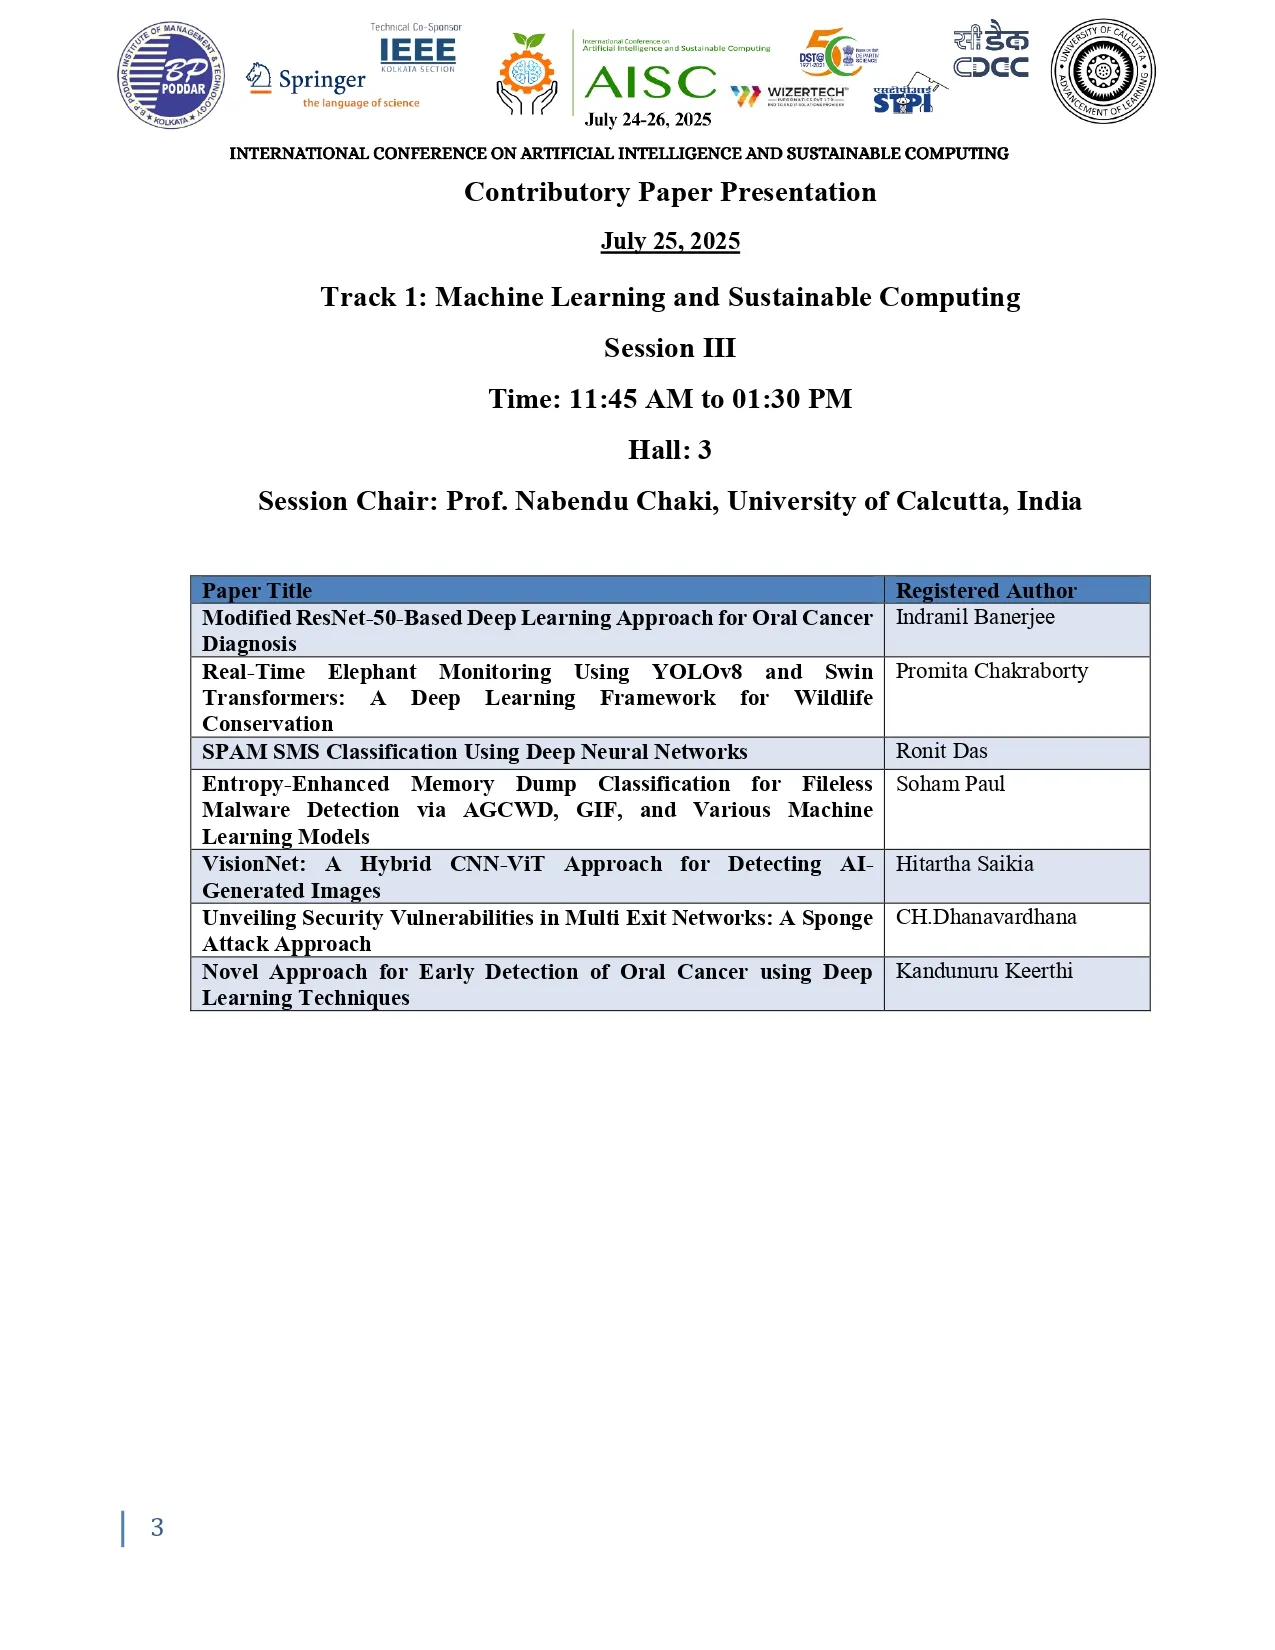 B.P. PODDAR INSTITUTE OF MANAGEMENT & TECHNOLOGY
BP
PODDAR
KOLKATA
Springer
the language of science
Technical Co-Sponsor
IEEE
KOLKATA SECTION
International Conference on
Artificial Intelligence and Sustainable Computing
AISC
July 24-26, 2025
50
DST@
1971-2021
WIZERTECH™
एसटीपीआई
STPI
सी डैक
CDCC
UNIVERSITY OF CALCUTTA
ADVANCEMENT OF LEARNING
INTERNATIONAL CONFERENCE ON ARTIFICIAL INTELLIGENCE AND SUSTAINABLE COMPUTING
Contributory Paper Presentation
July 25, 2025
Track 1: Machine Learning and Sustainable Computing
Session III
Time: 11:45 AM to 01:30 PM
Hall: 3
Session Chair: Prof. Nabendu Chaki, University of Calcutta, India
Paper Title Registered Author
Modified ResNet-50-Based Deep Learning Approach for Oral Cancer Indranil Banerjee
Diagnosis
Real-Time Elephant Monitoring Using YOLOv8 and Swin Promita Chakraborty
Transformers: A Deep Learning Framework for Wildlife
Conservation
SPAM SMS Classification Using Deep Neural Networks Ronit Das
Entropy-Enhanced Memory Dump Classification for Fileless Soham Paul
Malware Detection via AGCWD, GIF, and Various Machine
Learning Models
VisionNet: A Hybrid CNN-ViT Approach for Detecting AI- Hitartha Saikia
Generated Images
Unveiling Security Vulnerabilities in Multi Exit Networks: A Sponge CH.Dhanavardhana
Attack Approach
Novel Approach for Early Detection of Oral Cancer using Deep Kandunuru Keerthi
Learning Techniques
3